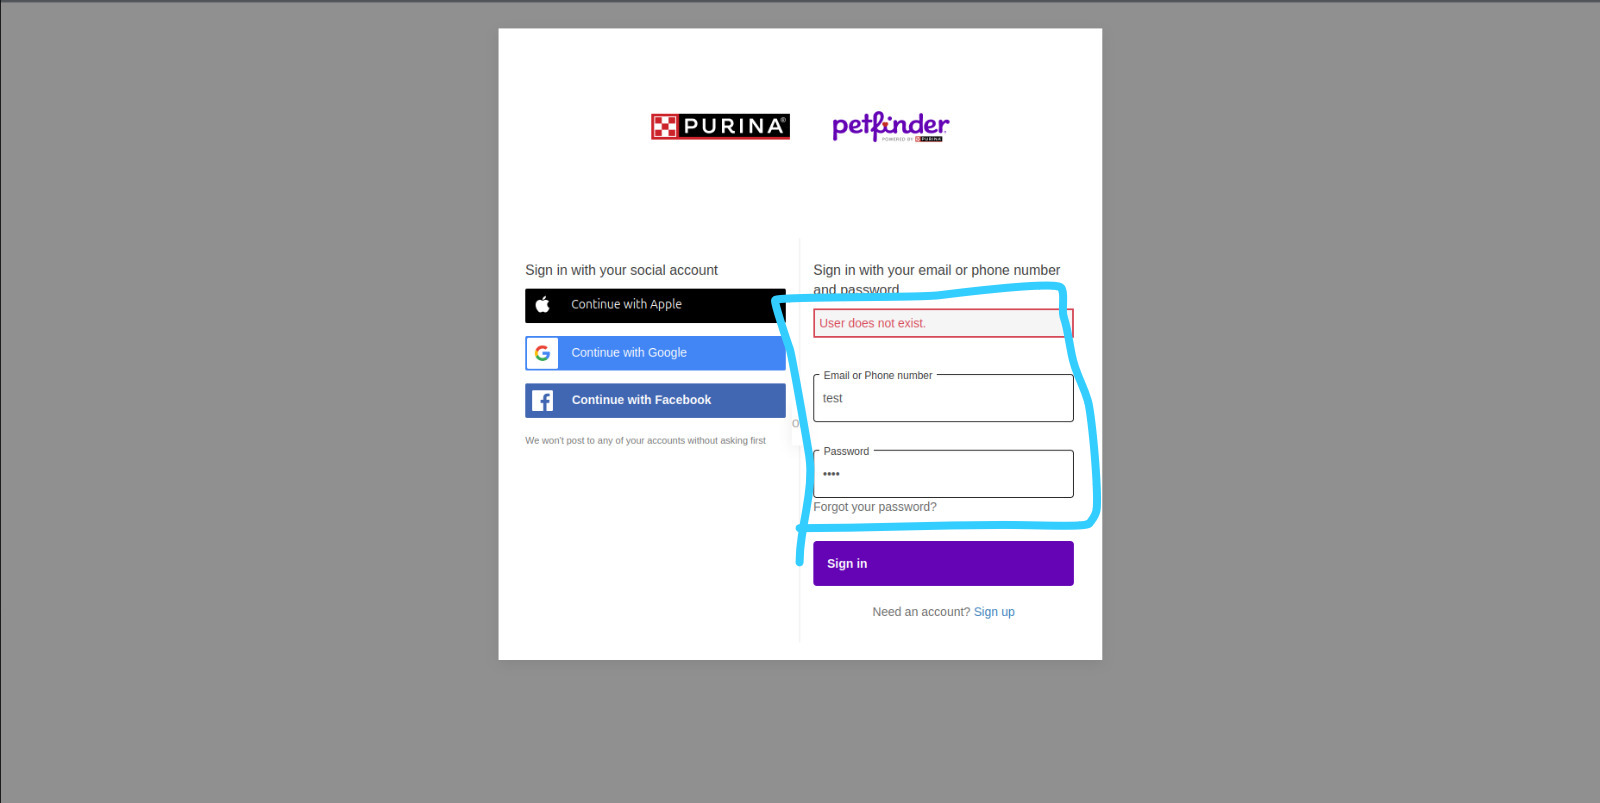 PURINA®
petfinder
POWERED BY PURINA
Sign in with your social account
Continue with Apple
Continue with Google
Continue with Facebook
We won't post to any of your accounts without asking first
Sign in with your email or phone number
and password
User does not exist.
Email or Phone number
test
Password
••••
Forgot your password?
Sign in
Need an account? Sign up